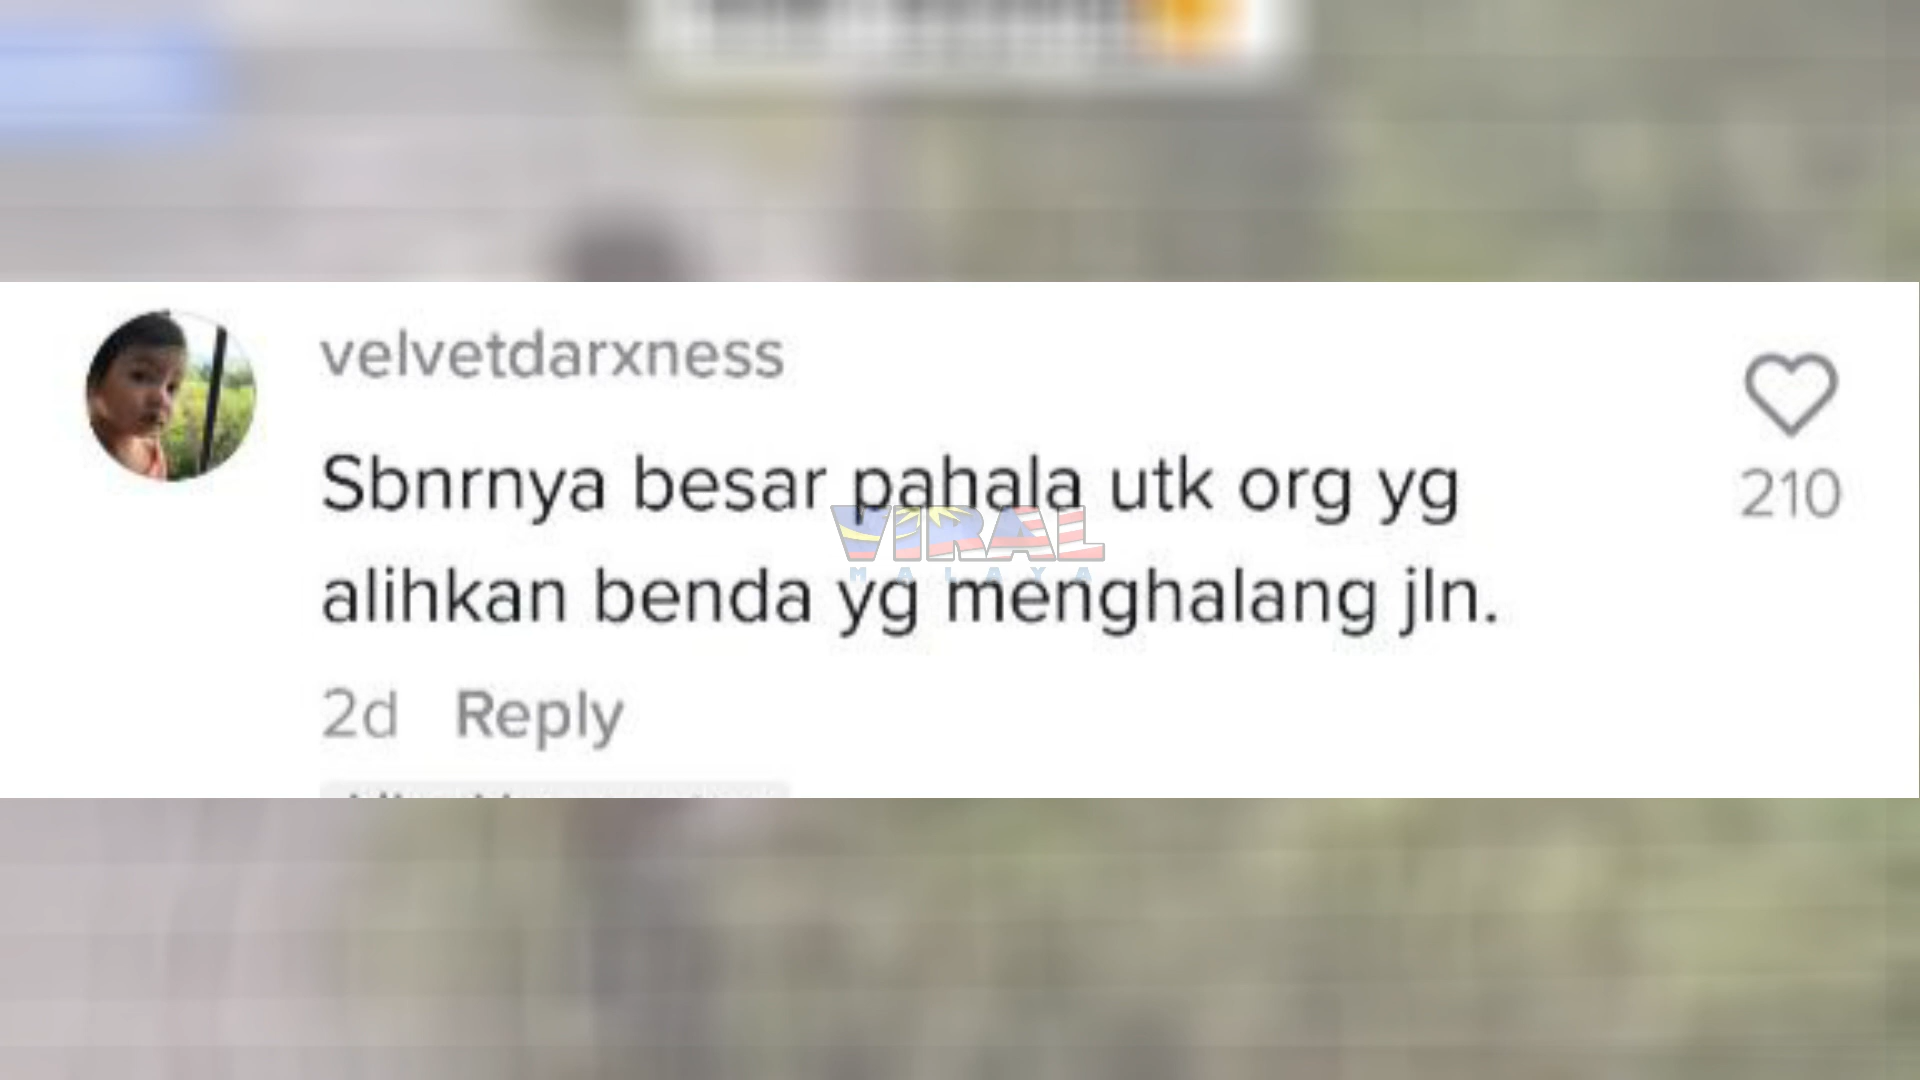 velvetdarxness
Sbnrnya besar pahala utk org yg
alihkan benda yg menghalang jln.
210
2d Reply
VIRAL
MALAYA